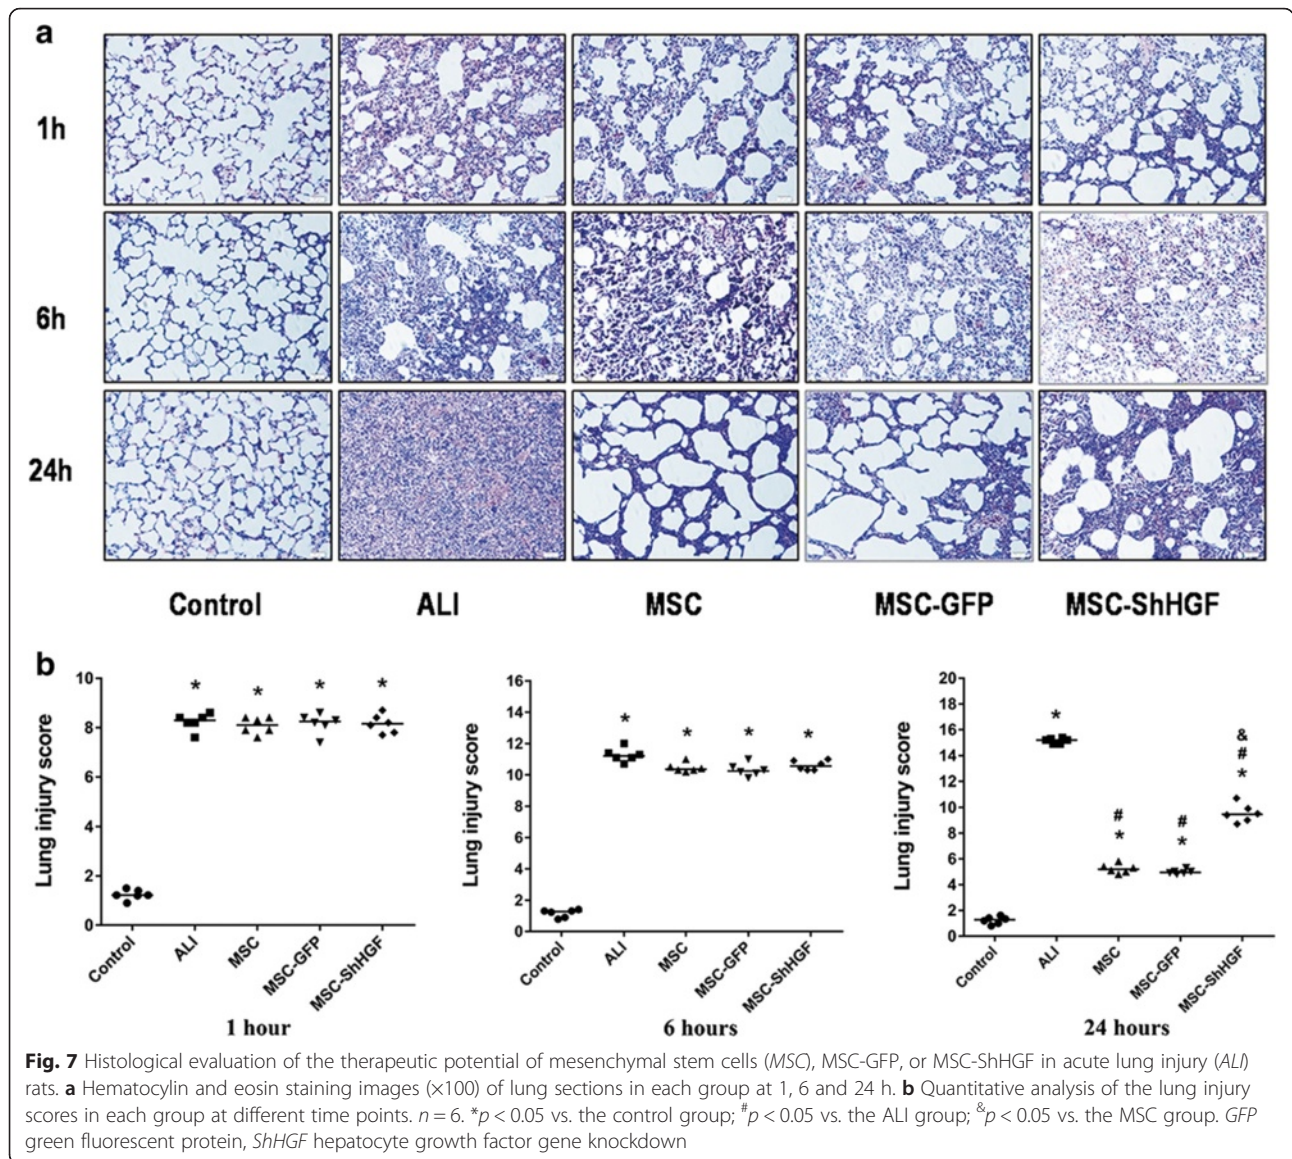 a
1h
6h
24h
Control ALI MSC MSC-GFP MSC-ShHGF
b
Lung injury score
10
8
6
4
2
0
* * * *
Control ALI MSC MSC-GFP MSC-ShHGF
1 hour
Lung injury score
16
14
12
10
8
6
4
2
0
* * * *
Control ALI MSC MSC-GFP MSC-ShHGF
6 hours
Lung injury score
20
18
16
14
12
10
8
6
4
2
0
*
#
*
#
*
&
#
*
Control ALI MSC MSC-GFP MSC-ShHGF
24 hours
Fig. 7 Histological evaluation of the therapeutic potential of mesenchymal stem cells (MSC), MSC-GFP, or MSC-ShHGF in acute lung injury (ALI)
rats. a Hematocylin and eosin staining images (×100) of lung sections in each group at 1, 6 and 24 h. b Quantitative analysis of the lung injury
scores in each group at different time points. n = 6. *p < 0.05 vs. the control group; #p < 0.05 vs. the ALI group; &p < 0.05 vs. the MSC group. GFP
green fluorescent protein, ShHGF hepatocyte growth factor gene knockdown